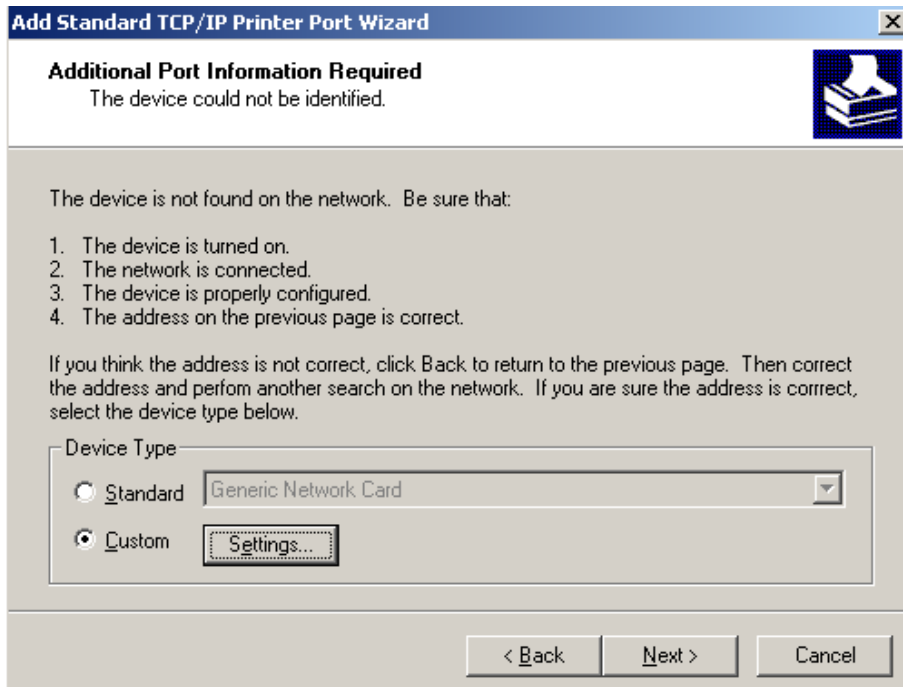 Add Standard TCP/IP Printer Port Wizard
Additional Port Information Required
The device could not be identified.
The device is not found on the network.  Be sure that:
1.  The device is turned on.
2.  The network is connected.
3.  The device is properly configured.
4.  The address on the previous page is correct.
If you think the address is not correct, click Back to return to the previous page.  Then correct
the address and perfom another search on the network.  If you are sure the address is corrrect,
select the device type below.
Device Type
Standard Generic Network Card
Custom Settings...
< Back Next > Cancel